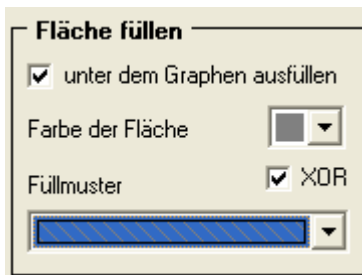 Fläche füllen
unter dem Graphen ausfüllen
Farbe der Fläche
XOR
Füllmuster